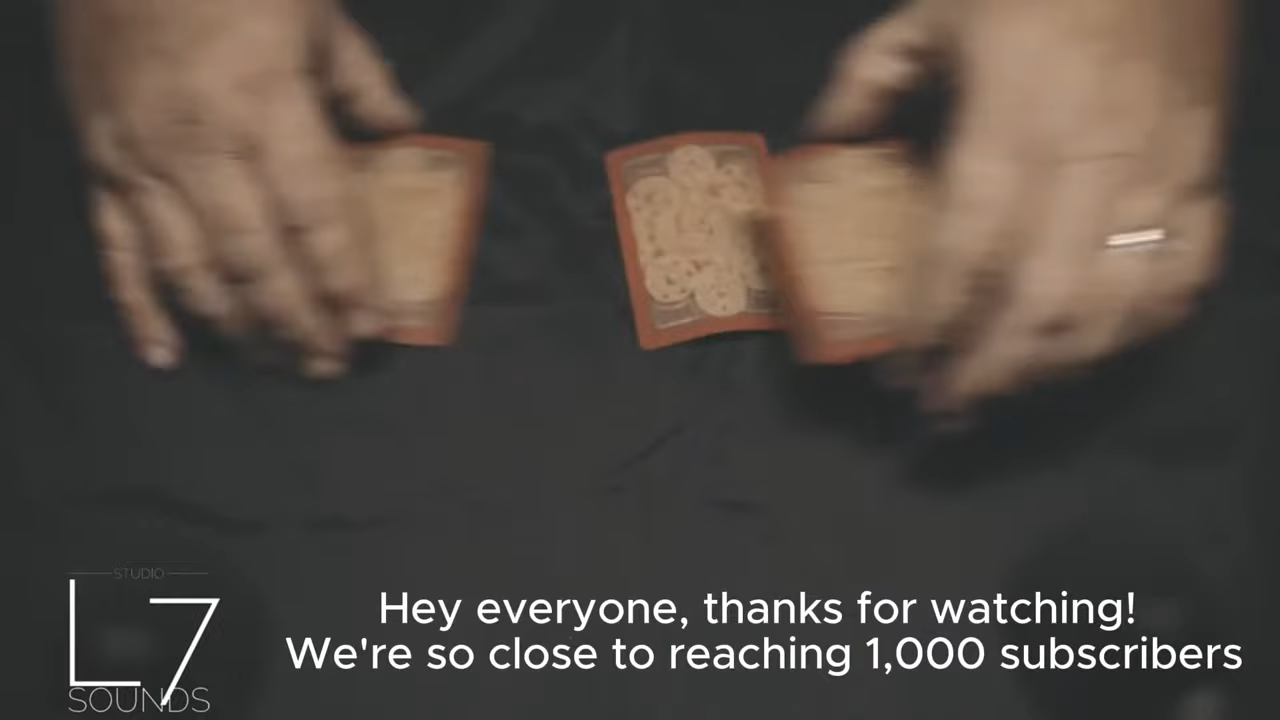 STUDIO
L7
SOUNDS
Hey everyone, thanks for watching!
We're so close to reaching 1,000 subscribers